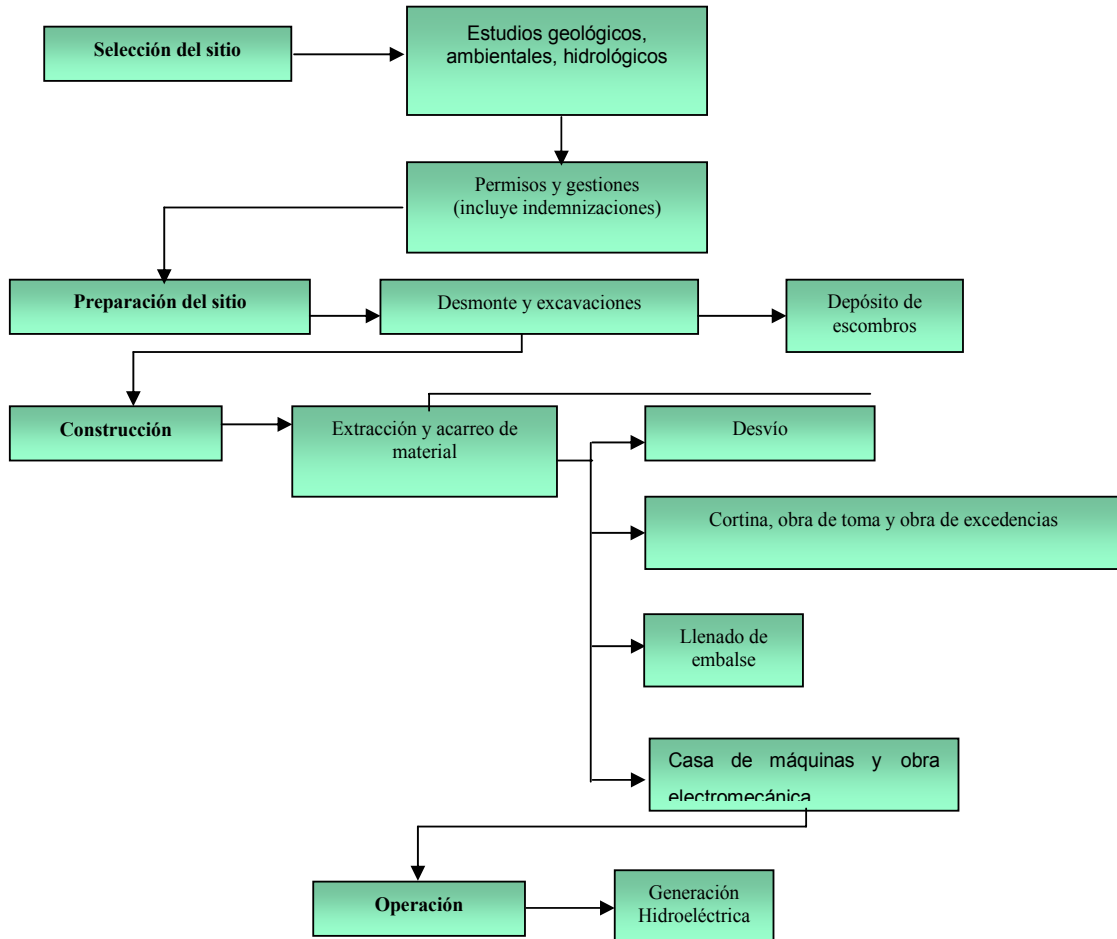 Selección del sitio
Estudios geológicos,
ambientales, hidrológicos
Permisos y gestiones
(incluye indemnizaciones)
Preparación del sitio
Desmonte y excavaciones
Depósito de
escombros
Construcción
Extracción y acarreo de
material
Desvío
Cortina, obra de toma y obra de excedencias
Llenado de
embalse
Casa de máquinas y obra
electromecánica
Operación
Generación
Hidroeléctrica